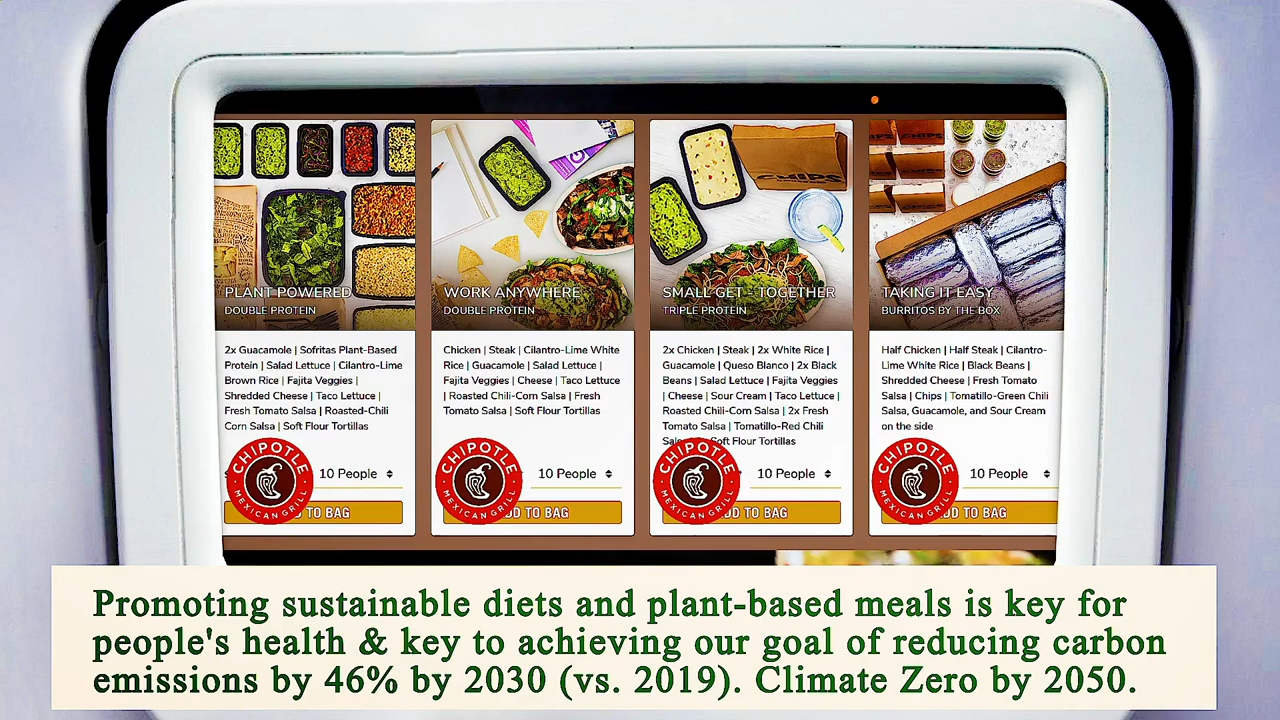 CHIPS
CHIPS
PLANT POWERED
DOUBLE PROTEIN
2x Guacamole | Sofritas Plant-Based
Protein | Salad Lettuce | Cilantro-Lime
Brown Rice | Fajita Veggies |
Shredded Cheese | Taco Lettuce |
Fresh Tomato Salsa | Roasted-Chili
Corn Salsa | Soft Flour Tortillas
CHIPOTLE
MEXICAN GRILL
10 People
TO BAG
WORK ANYWHERE
DOUBLE PROTEIN
Chicken | Steak | Cilantro-Lime White
Rice | Guacamole | Salad Lettuce |
Fajita Veggies | Cheese | Taco Lettuce
| Roasted Chili-Corn Salsa | Fresh
Tomato Salsa | Soft Flour Tortillas
CHIPOTLE
MEXICAN GRILL
10 People
DD TO BAG
SMALL GET-TOGETHER
TRIPLE PROTEIN
2x Chicken | Steak | 2x White Rice |
Guacamole | Queso Blanco | 2x Black
Beans | Salad Lettuce | Fajita Veggies
| Cheese | Sour Cream | Taco Lettuce |
Roasted Chili-Corn Salsa | 2x Fresh
Tomato Salsa | Tomatillo-Red Chili
Soft Flour Tortillas
CHIPOTLE
MEXICAN GRILL
10 People
DD TO BAG
TAKING IT EASY
BURRITOS BY THE BOX
Half Chicken | Half Steak | Cilantro-
Lime White Rice | Black Beans |
Shredded Cheese | Fresh Tomato
Salsa | Chips | Tomatillo-Green Chili
Salsa, Guacamole, and Sour Cream
on the side
CHIPOTLE
MEXICAN GRILL
10 People
DD TO BAG
Promoting sustainable diets and plant-based meals is key for
people's health & key to achieving our goal of reducing carbon
emissions by 46% by 2030 (vs. 2019). Climate Zero by 2050.